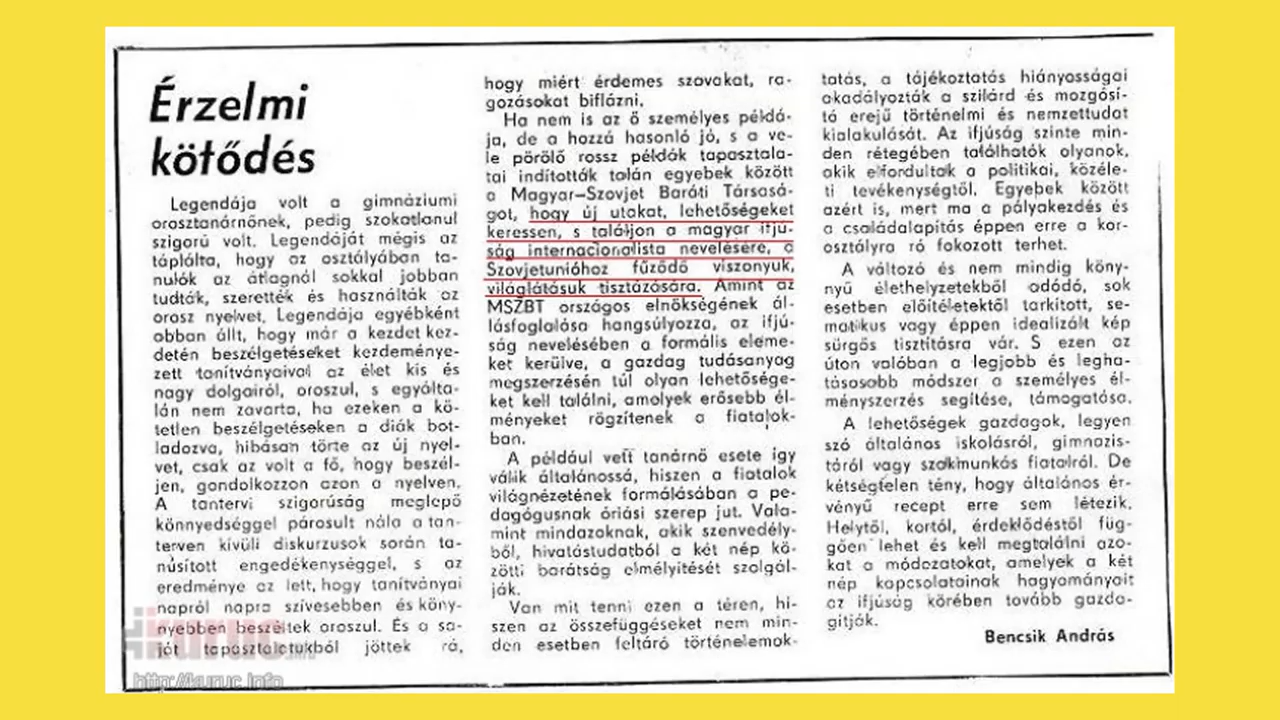 Érzelmi
kötődés
Legendája volt a gimnáziumi
orosztanárnőnek, pedig szokatlanul
szigorú volt. Legendáját mégis az
táplálta, hogy az osztályában ta-
nulók az átlagnál sokkal jobban
tudták, szerették és használták az
orosz nyelvet. Legendája egyébként
abban állt, hogy már a kezdet kez-
detén beszélgetéseket kezdeménye-
zett tanítványaival az élet kis és
nagy dolgairól, oroszul, s egyálta-
lán nem zavarta, ha ezeken a kö-
tetlen beszélgetéseken a diák bot-
ladozva, hibásan törte az új nyel-
vet, csak az volt a fő, hogy beszél-
jen, gondolkozzon azon a nyelven.
A tantervi szigorúság meglepő
könnyedséggel párosult nála a tan-
terven kívüli diskurzusok során ta-
núsított engedékenységgel, s az
eredménye az lett, hogy tanítványai
napról napra szívesebben és köny-
nyebben beszéltek oroszul. És a sa-
ját tapasztalatukból jöttek rá,
hogy miért érdemes szavakat, ra-
gozásokat biflázni.
Ha nem is az ő személyes példá-
ja, de a hozzá hasonló jó, s a ve-
le pörölő rossz példák tapasztala-
tai indították talán egyebek között
a Magyar–Szovjet Baráti Társasá-
got, hogy új utakat, lehetőségeket
keressen, s találjon a magyar ifjú-
ság internacionalista nevelésére, a
Szovjetunióhoz fűződő viszonyuk,
világlátásuk tisztázására. Amint az
MSZBT országos elnökségének ál-
lásfoglalása hangsúlyozza, az ifjú-
ság nevelésében a formális eleme-
ket kerülve, a gazdag tudásanyag
megszerzésén túl olyan lehetősége-
ket kell találni, amelyek erősebb él-
ményeket rögzítenek a fiatalok-
ban.
A például vett tanárnő esete így
válik általánossá, hiszen a fiatalok
világnézetének formálásában a pe-
dagógusnak óriási szerep jut. Vala-
mint mindazoknak, akik szenvedély-
ből, hivatástudatból a két nép kö-
zötti barátság elmélyítését szolgál-
ják.
Van mit tenni ezen a téren, hi-
szen az összefüggéseket nem min-
den esetben feltáró történelemok-
tatás, a tájékoztatás hiányosságai
akadályozták a szilárd és mozgósí-
tó erejű történelmi és nemzettudat
kialakulását. Az ifjúság szinte min-
den rétegében találhatók olyanok,
akik elfordultak a politikai, közéle-
ti tevékenységtől. Egyebek között
azért is, mert ma a pályakezdés és
a családalapítás éppen erre a kor-
osztályra ró fokozott terhet.
A változó és nem mindig köny-
nyű élethelyzetekből adódó, sok
esetben előítéletektől tarkított, se-
matikus vagy éppen idealizált kép
sürgős tisztításra vár. S ezen az
úton valóban a legjobb és legha-
tásosabb módszer a személyes él-
ményszerzés segítése, támogatása.
A lehetőségek gazdagok, legyen
szó általános iskolásról, gimnazis-
táról vagy szakmunkás fiatalról. De
kétségtelen tény, hogy általános ér-
vényű recept erre sem létezik.
Helytől, kortól, érdeklődéstől füg-
gően lehet és kell megtalálni azo-
kat a módozatokat, amelyek a két
nép kapcsolatainak hagyományait
az ifjúság körében tovább gazda-
gítják.
Bencsik András
kuruc.info
http://kuruc.info